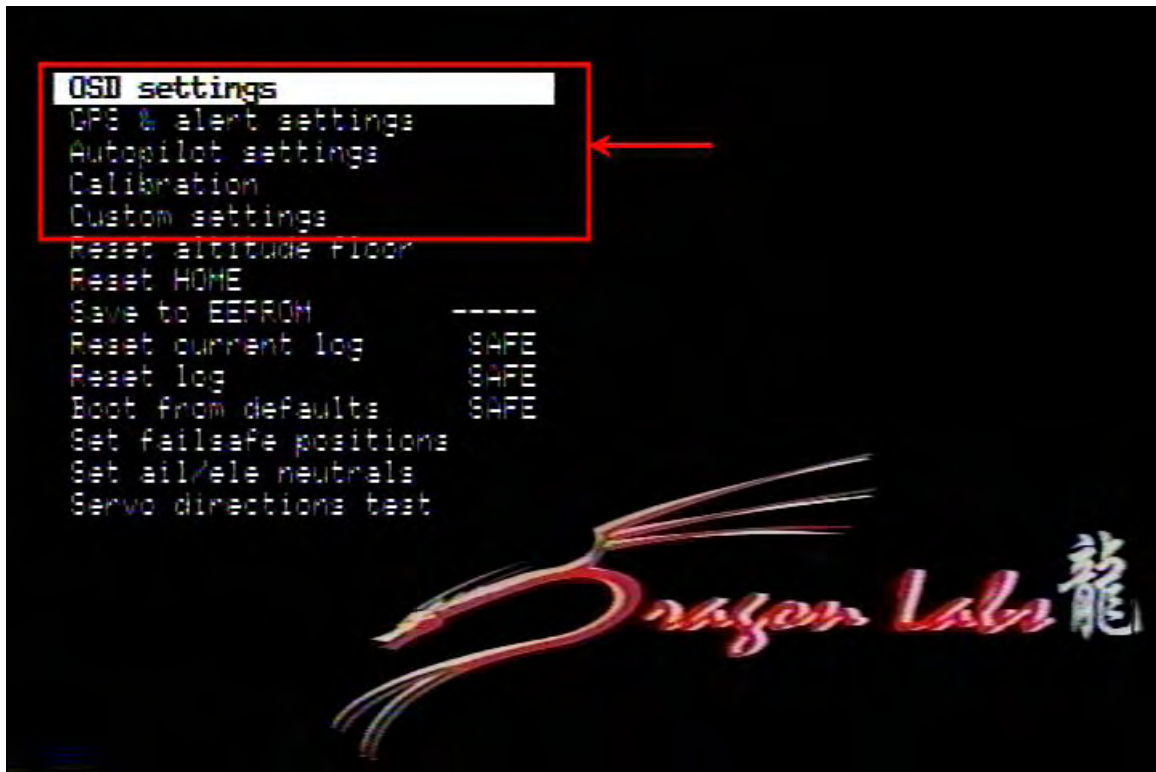 OSD settings
GPS & alert settings
Autopilot settings
Calibration
Custom settings
Reset altitude floor
Reset HOME
Save to EEPROM -----
Reset current log SAFE
Reset log SAFE
Boot from defaults SAFE
Set failsafe positions
Set ail/ele neutrals
Servo directions test
Dragon Labs 龍